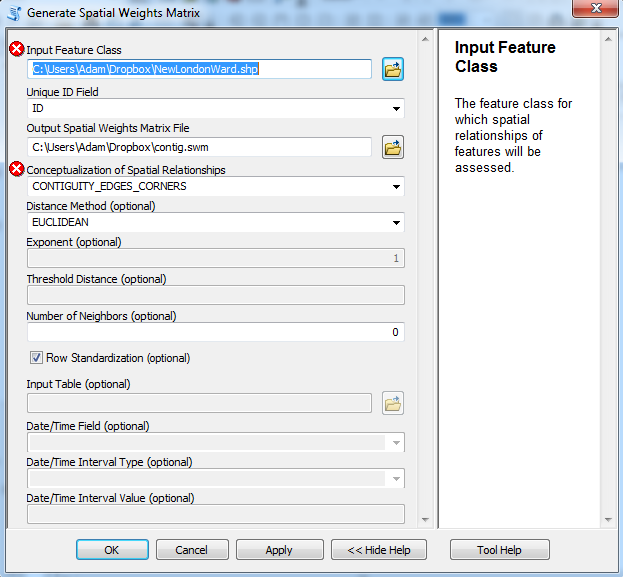 Generate Spatial Weights Matrix
Input Feature Class
C:\Users\Adam\Dropbox\NewLondonWard.shp
Unique ID Field
ID
Output Spatial Weights Matrix File
C:\Users\Adam\Dropbox\contig.swm
Conceptualization of Spatial Relationships
CONTIGUITY_EDGES_CORNERS
Distance Method (optional)
EUCLIDEAN
Exponent (optional)
1
Threshold Distance (optional)
Number of Neighbors (optional)
0
Row Standardization (optional)
Input Table (optional)
Date/Time Field (optional)
Date/Time Interval Type (optional)
Date/Time Interval Value (optional)
OK
Cancel
Apply
<< Hide Help
Input Feature
Class
The feature class for
which spatial
relationships of
features will be
assessed.
Tool Help